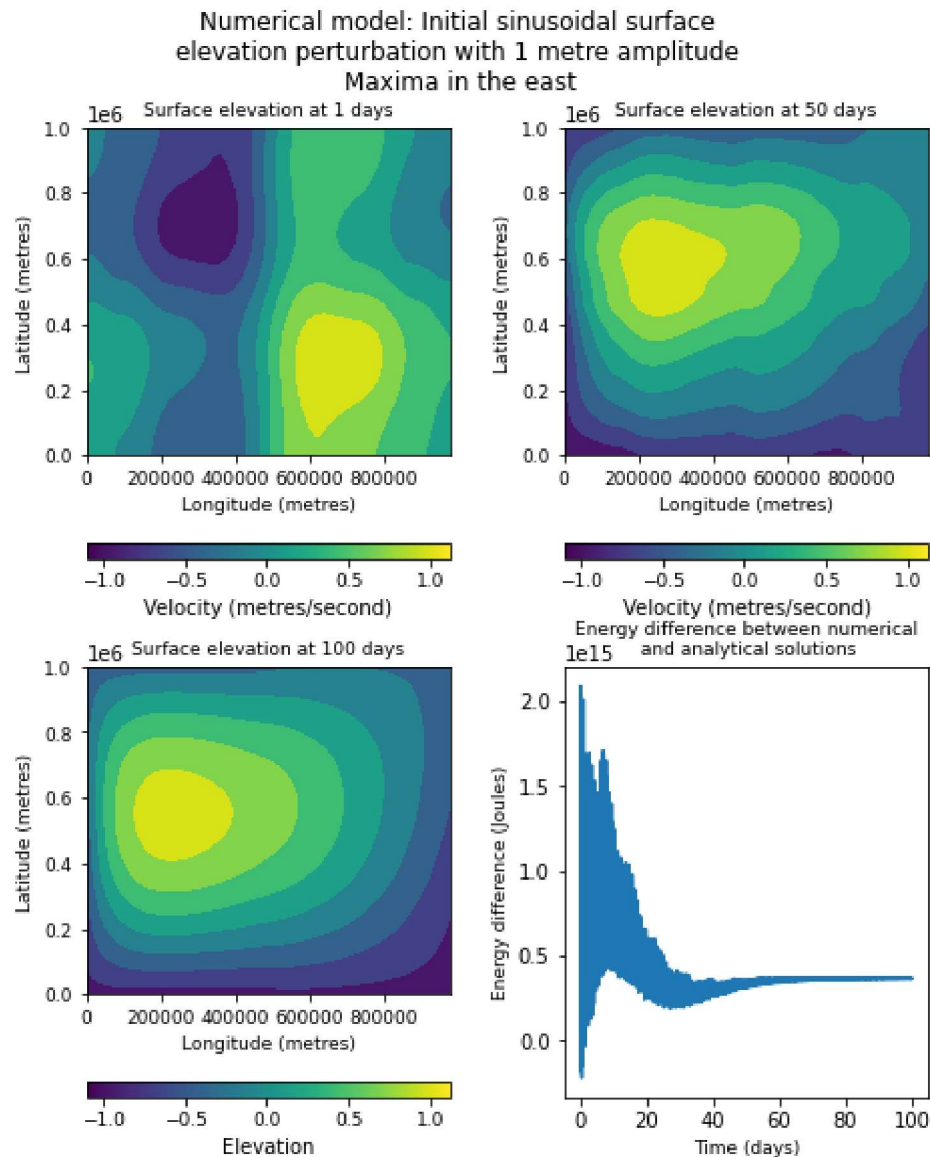 Numerical model: Initial sinusoidal surface
elevation perturbation with 1 metre amplitude
Maxima in the east
1e6 Surface elevation at 1 days
1.0
0.8
0.6
0.4
0.2
0.0
Latitude (metres)
0 200000 400000 600000 800000
Longitude (metres)
−1.0 −0.5 0.0 0.5 1.0
Velocity (metres/second)
1e6 Surface elevation at 50 days
1.0
0.8
0.6
0.4
0.2
0.0
Latitude (metres)
0 200000 400000 600000 800000
Longitude (metres)
−1.0 −0.5 0.0 0.5 1.0
Velocity (metres/second)
1e6 Surface elevation at 100 days
1.0
0.8
0.6
0.4
0.2
0.0
Latitude (metres)
0 200000 400000 600000 800000
Longitude (metres)
−1.0 −0.5 0.0 0.5 1.0
Elevation
Energy difference between numerical
1e15 and analytical solutions
2.0
1.5
1.0
0.5
0.0
Energy difference (Joules)
0 20 40 60 80 100
Time (days)